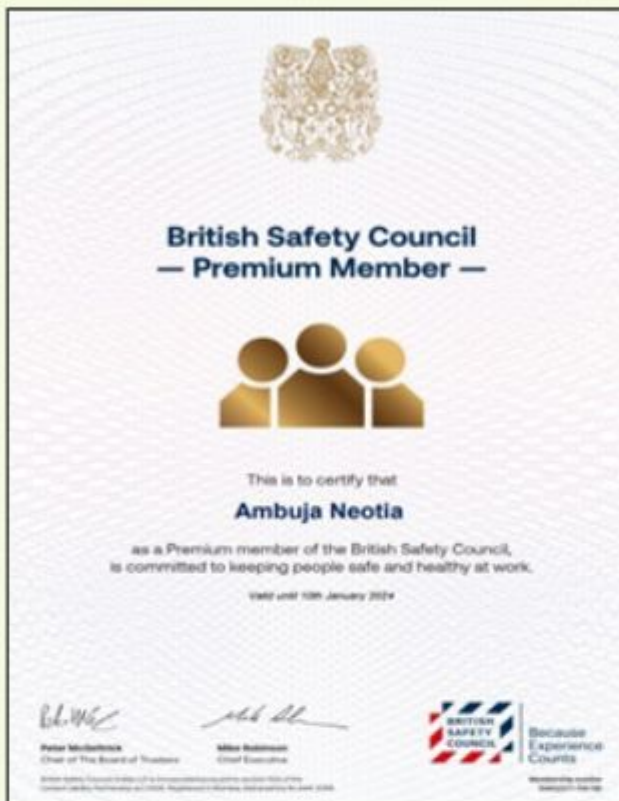 British Safety Council
— Premium Member —
This is to certify that
Ambuja Neotia
as a Premium member of the British Safety Council,
is committed to keeping people safe and healthy at work.
Valid until 10th January 2024
Peter McGettrick
Chair of The Board of Trustees
Mike Robinson
Chief Executive
BRITISH
SAFETY
COUNCIL
Because
Experience
Counts
Membership number